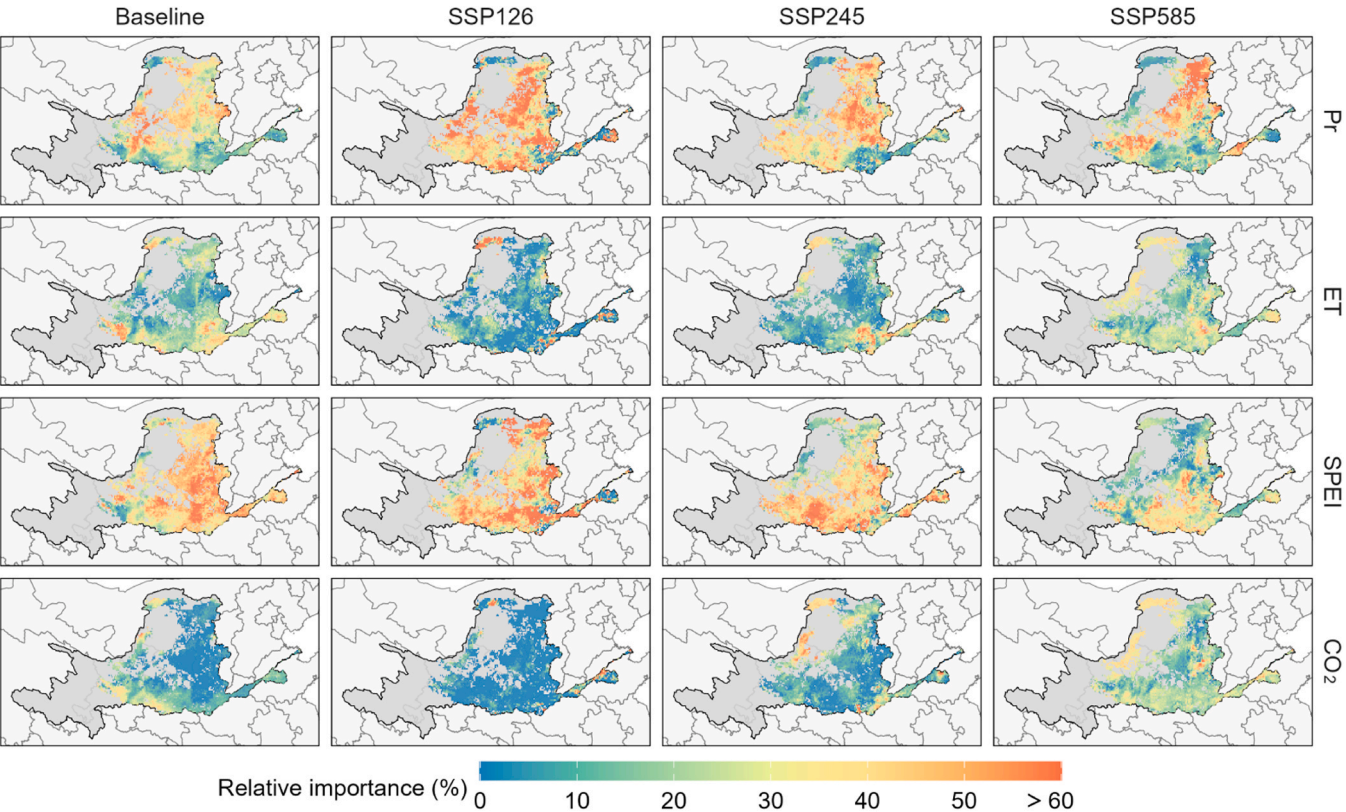 Baseline SSP126 SSP245 SSP585
Pr
ET
SPEI
CO2
Relative importance (%)
0 10 20 30 40 50 > 60